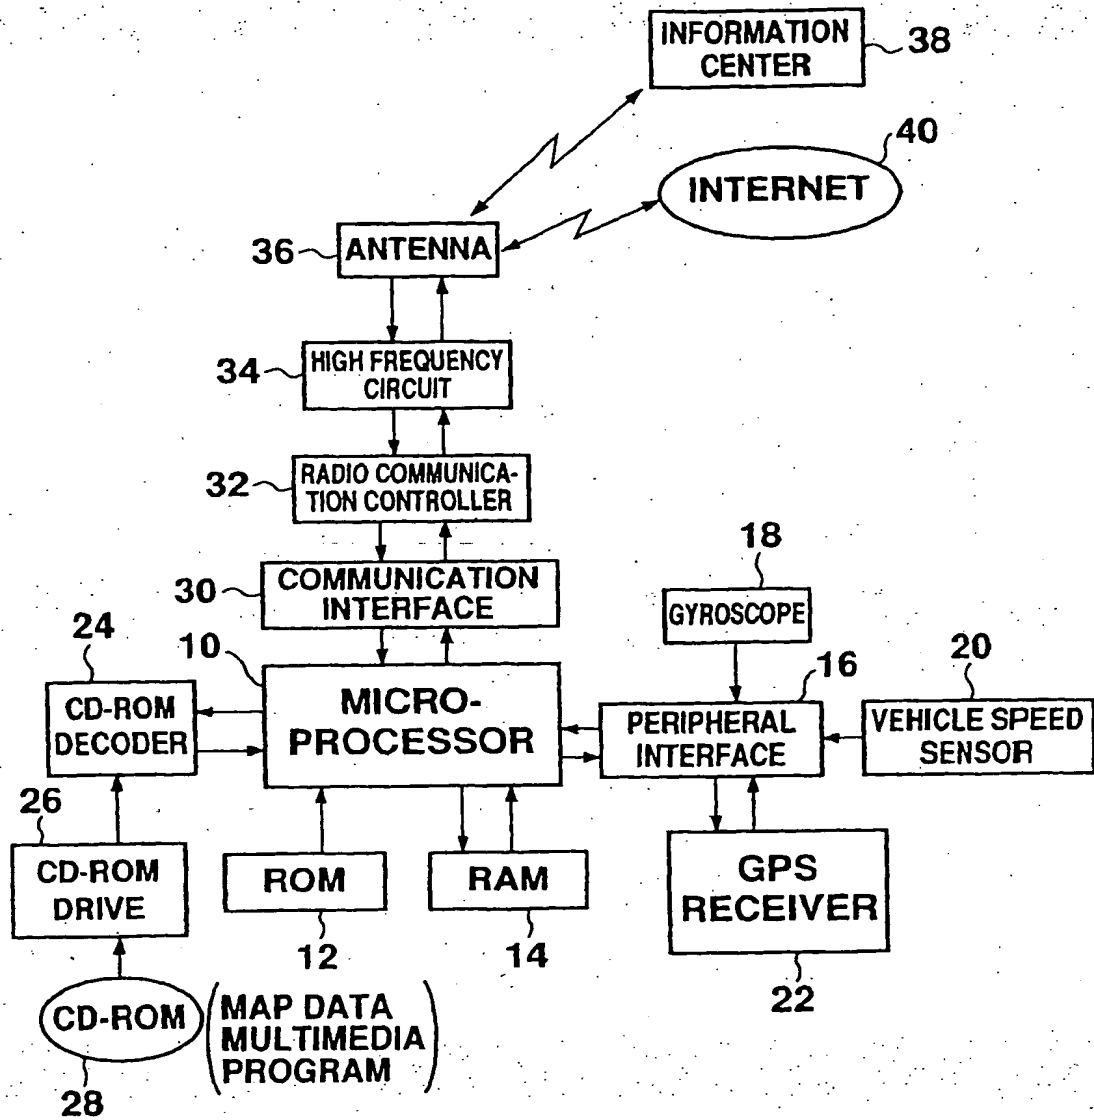 INFORMATION
CENTER
38
40
INTERNET
36
ANTENNA
34
HIGH FREQUENCY
CIRCUIT
32
RADIO COMMUNICA-
TION CONTROLLER
18
30
COMMUNICATION
INTERFACE
GYROSCOPE
24
10
16
20
CD-ROM
DECODER
MICRO-
PROCESSOR
PERIPHERAL
INTERFACE
VEHICLE SPEED
SENSOR
26
CD-ROM
DRIVE
ROM
RAM
GPS
RECEIVER
12
14
22
CD-ROM
MAP DATA
MULTIMEDIA
PROGRAM
28